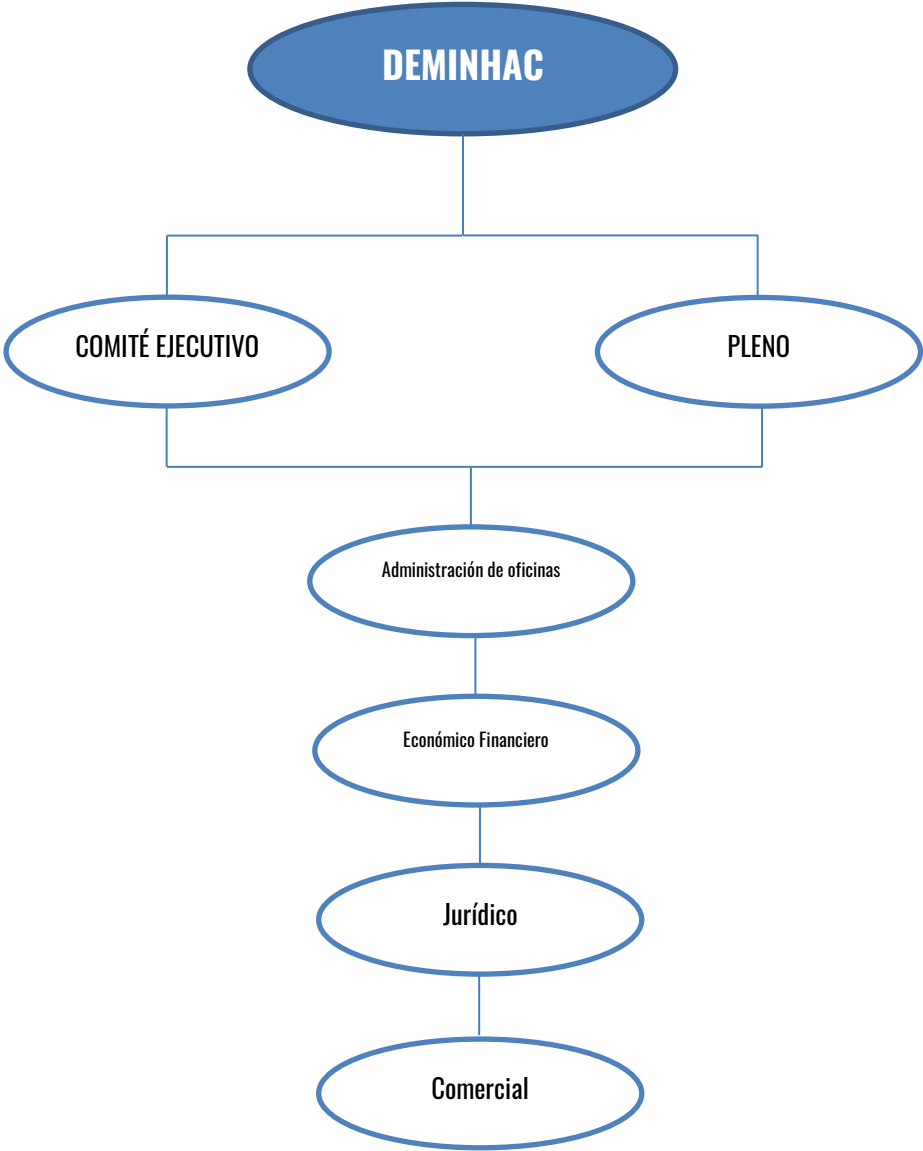 DEMINHAC
COMITÉ EJECUTIVO
PLENO
Administración de oficinas
Económico Financiero
Jurídico
Comercial